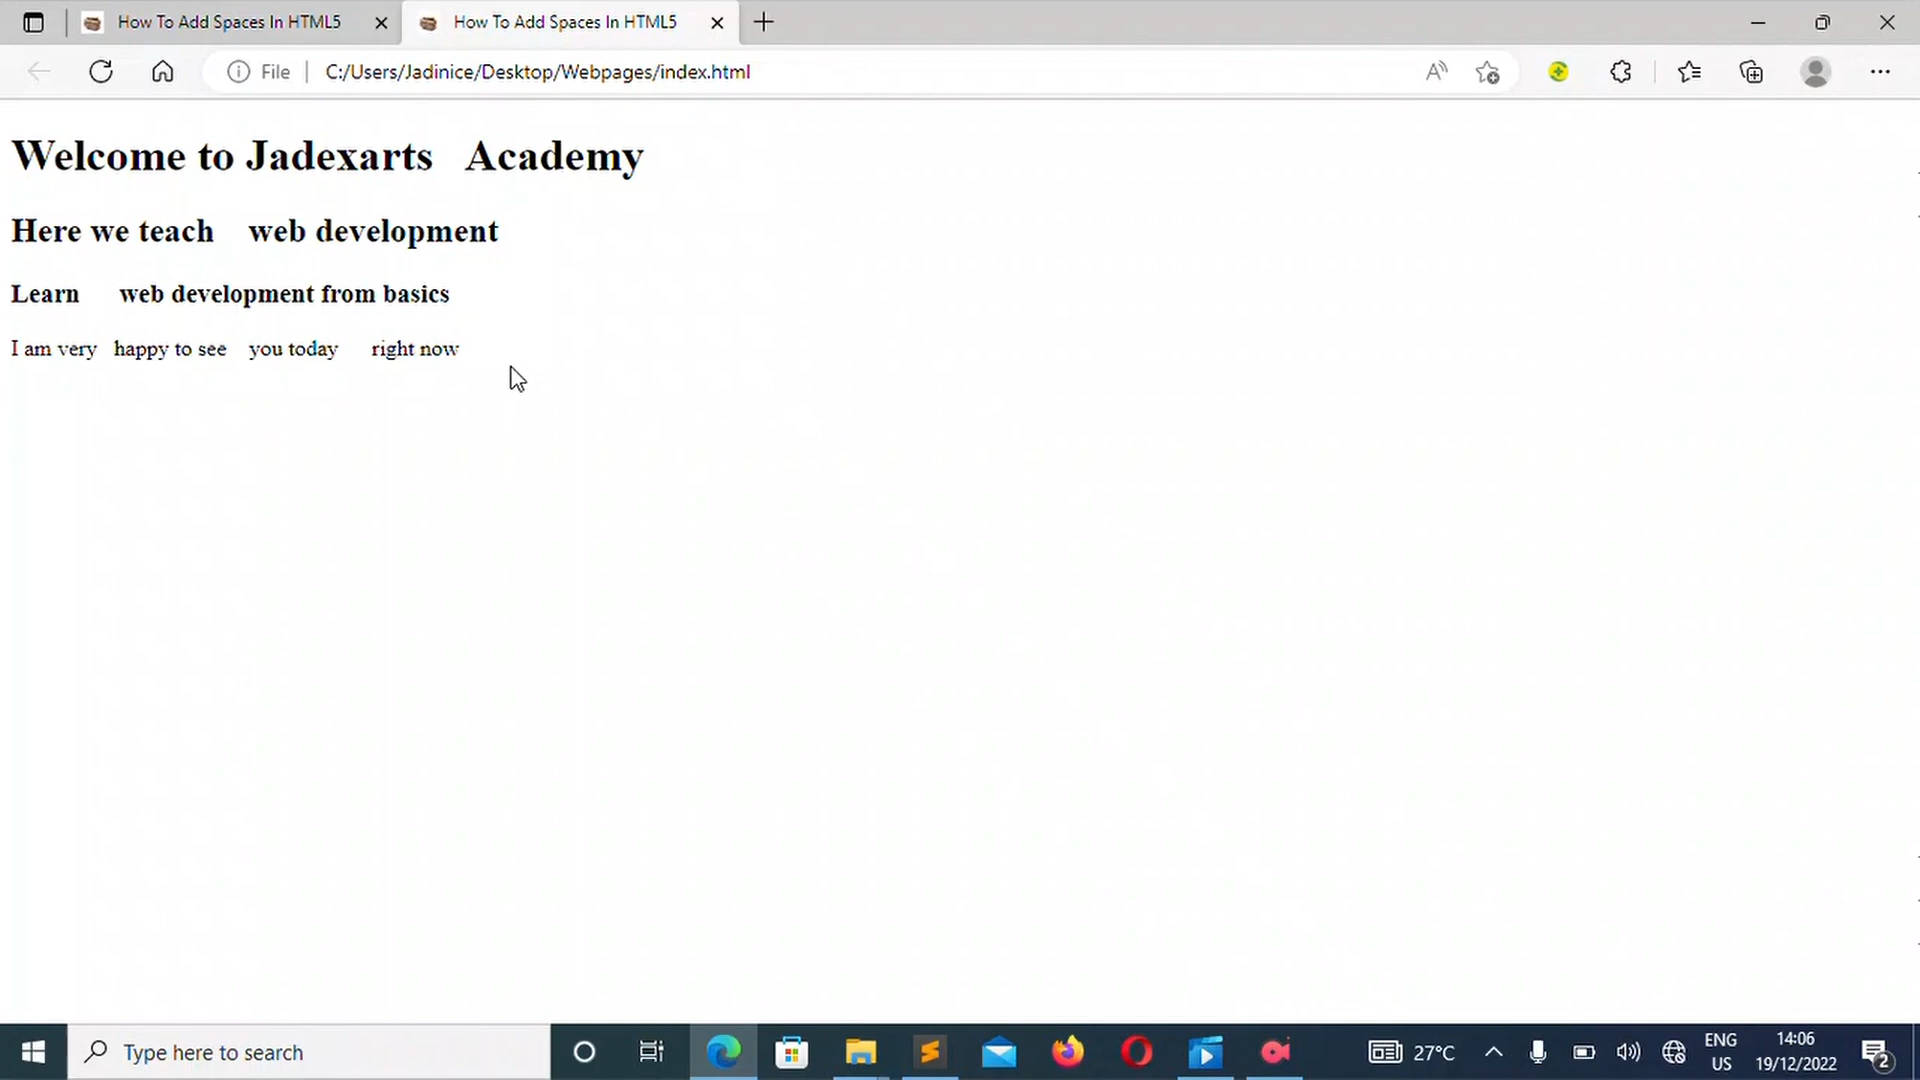 How To Add Spaces In HTML5
How To Add Spaces In HTML5
File
C:/Users/Jadinice/Desktop/Webpages/index.html
Welcome to Jadexarts   Academy
Here we teach    web development
Learn      web development from basics
I am very   happy to see    you today      right now
Type here to search
27°C
ENG
US
14:06
19/12/2022
2